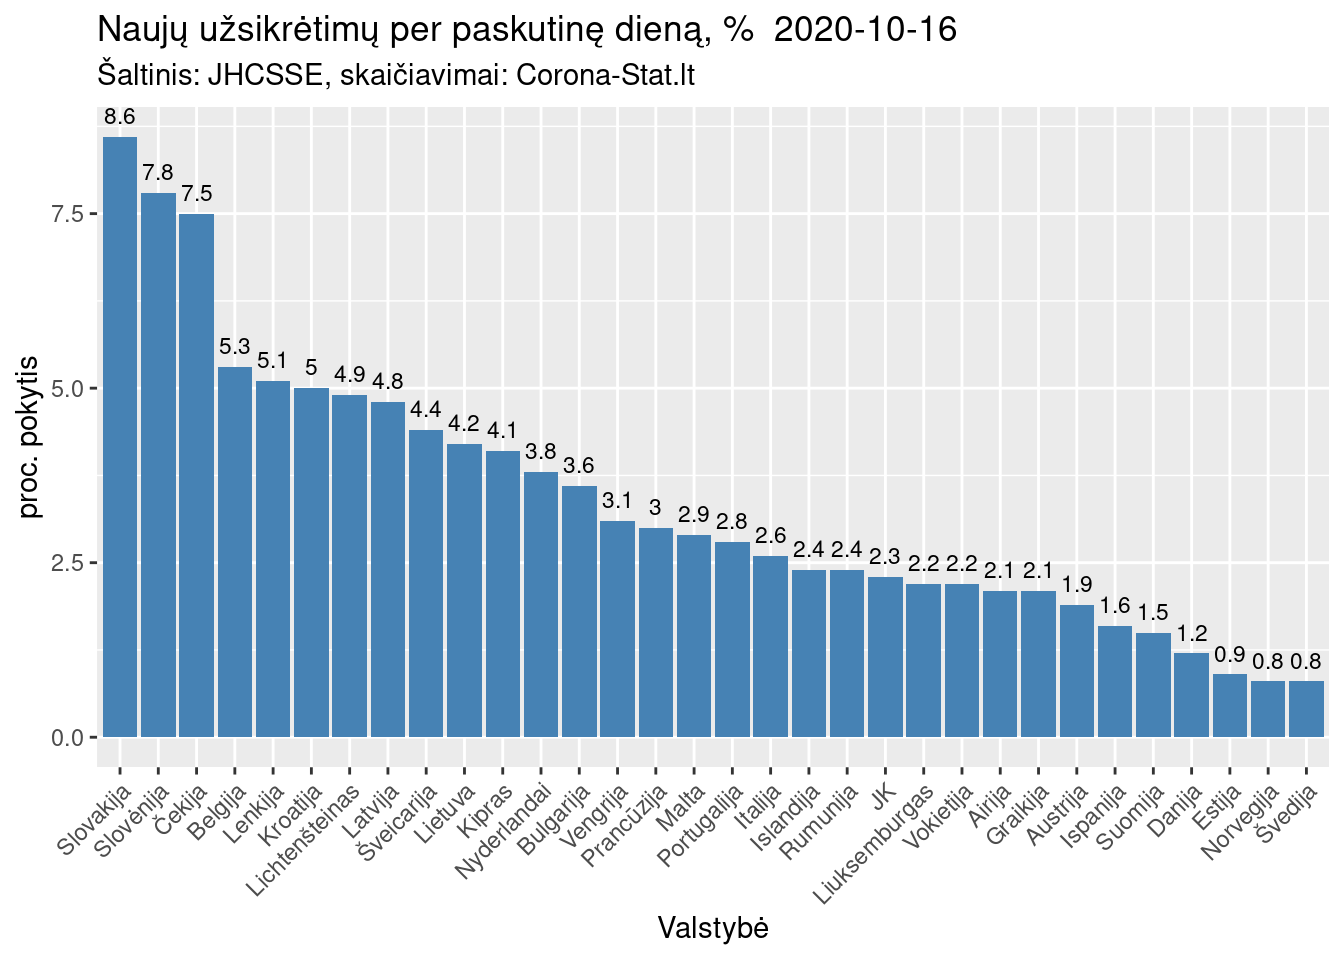 Naujų užsikrėtimų per paskutinę dieną, %  2020-10-16
Šaltinis: JHCSSE, skaičiavimai: Corona-Stat.lt
proc. pokytis
7.5
5.0
2.5
0.0
8.6
7.8
7.5
5.3
5.1
5
4.9
4.8
4.4
4.2
4.1
3.8
3.6
3.1
3
2.9
2.8
2.6
2.4
2.4
2.3
2.2
2.2
2.1
2.1
1.9
1.6
1.5
1.2
0.9
0.8
0.8
Slovakija
Slovėnija
Čekija
Belgija
Lenkija
Kroatija
Lichtenšteinas
Latvija
Šveicarija
Lietuva
Kipras
Nyderlandai
Bulgarija
Vengrija
Prancūzija
Malta
Portugalija
Italija
Islandija
Rumunija
JK
Liuksemburgas
Vokietija
Airija
Graikija
Austrija
Ispanija
Suomija
Danija
Estija
Norvegija
Švedija
Valstybė